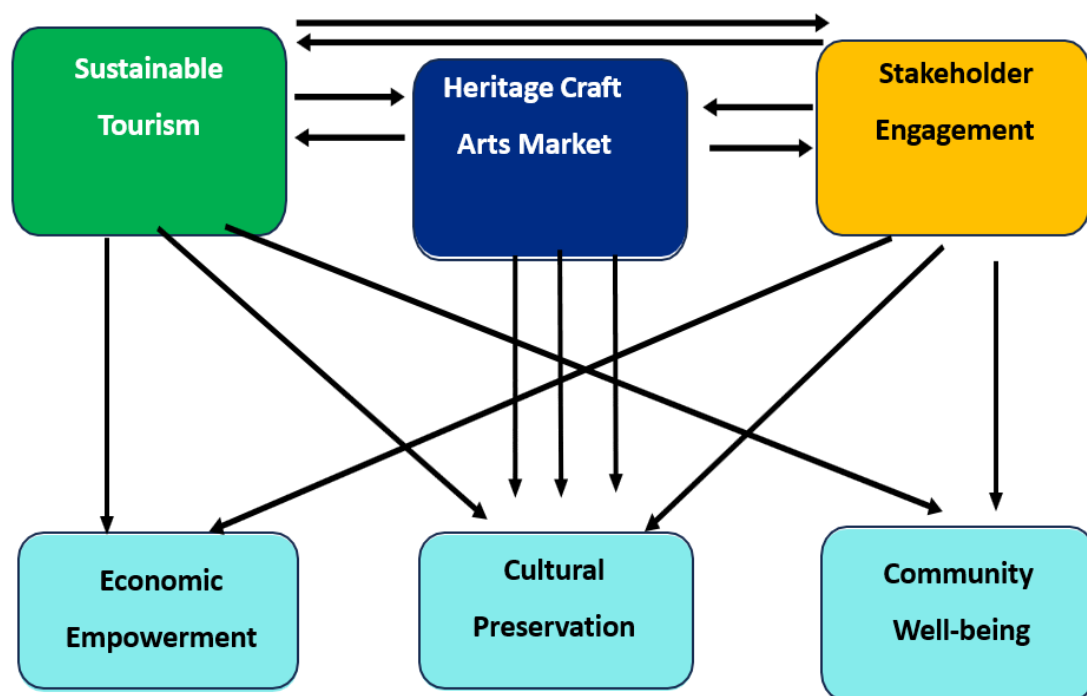 Sustainable
Tourism
Heritage Craft
Arts Market
Stakeholder
Engagement
Economic
Empowerment
Cultural
Preservation
Community
Well-being